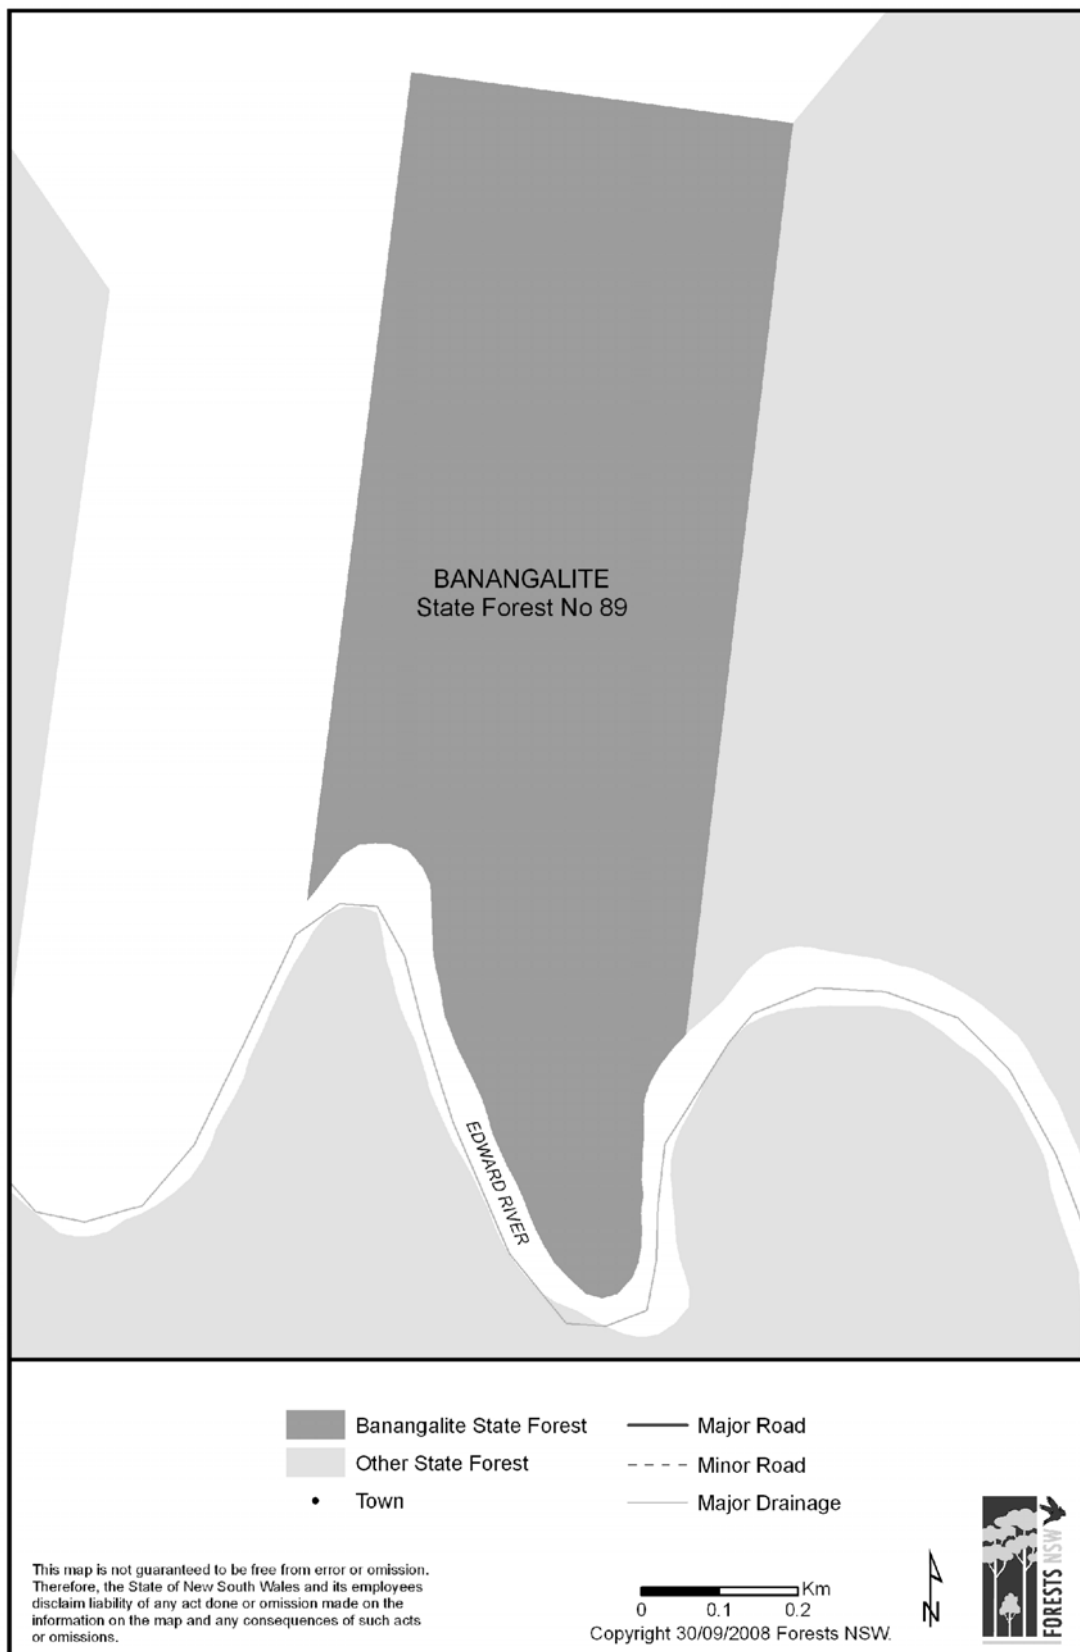 BANANGALITE
State Forest No 89
EDWARD RIVER
Banangalite State Forest
Other State Forest
Town
Major Road
Minor Road
Major Drainage
This map is not guaranteed to be free from error or omission.
Therefore, the State of New South Wales and its employees
disclaim liability of any act done or omission made on the
information on the map and any consequences of such acts
or omissions.
Km
0 0.1 0.2
Copyright 30/09/2008 Forests NSW.
N
FORESTS NSW